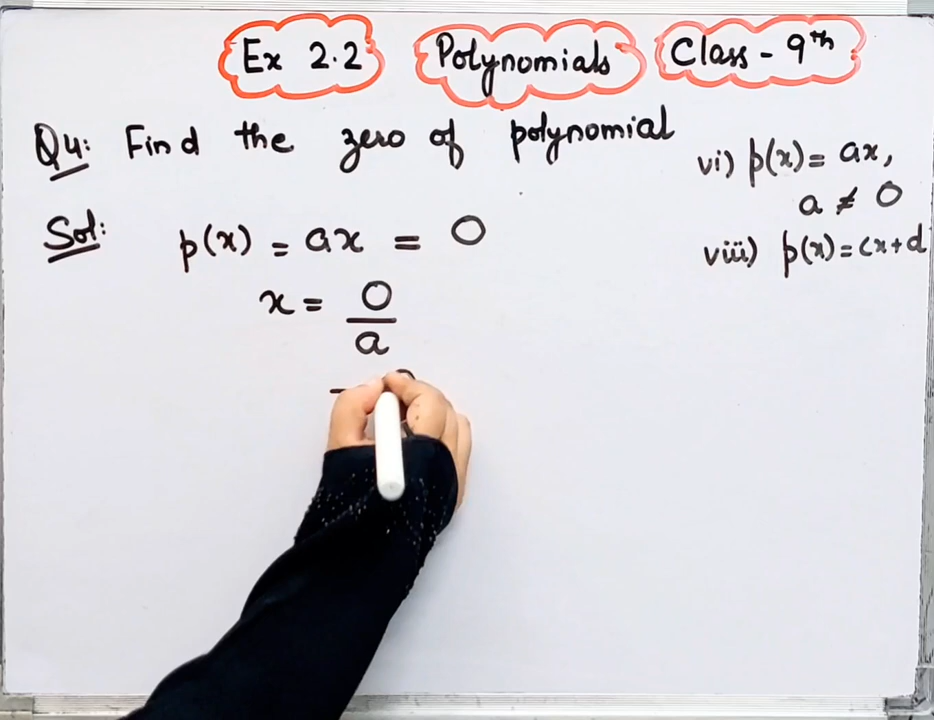 Ex 2.2 Polynomials Class - 9th
Q4: Find the zero of polynomial
vi) p(x) = ax,
a ≠ 0
viii) p(x) = cx+d
Sol: p(x) = ax = 0
x = 0/a
=